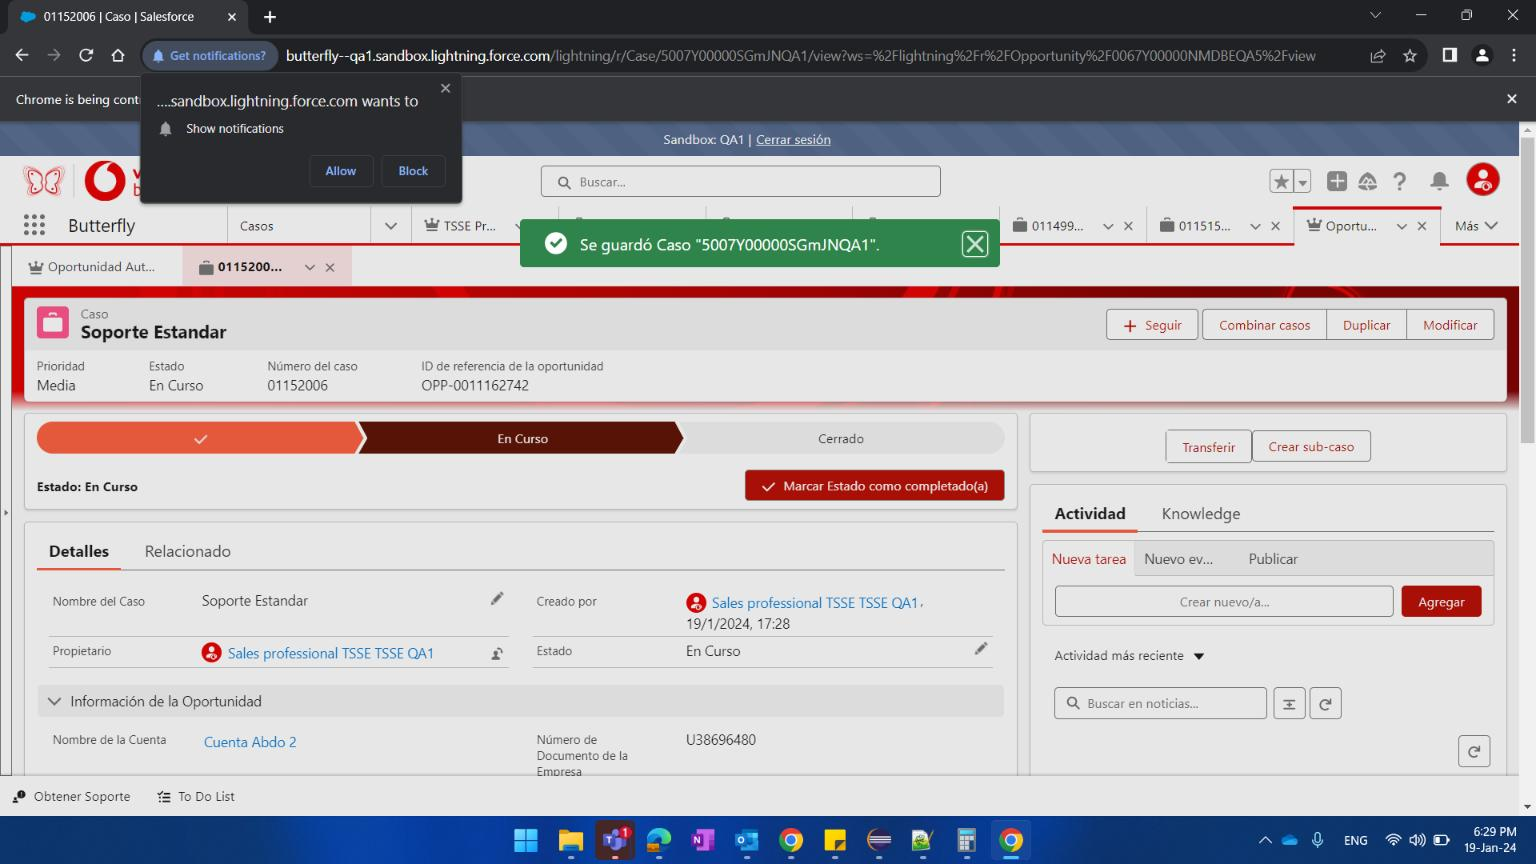 01152006 | Caso | Salesforce
Get notifications?
butterfly--qa1.sandbox.lightning.force.com/lightning/r/Case/5007Y00000SGmJNQA1/view?ws=%2Flightning%2Fr%2FOpportunity%2F0067Y00000NMDBEQA5%2Fview
Chrome is being cont
....sandbox.lightning.force.com wants to
Show notifications
Allow
Block
Sandbox: QA1 | Cerrar sesión
Buscar...
Butterfly
Casos
TSSE Pr...
011499...
011515...
Oportu...
Más
Se guardó Caso "5007Y00000SGmJNQA1".
Oportunidad Aut...
0115200...
Caso
Soporte Estandar
Seguir
Combinar casos
Duplicar
Modificar
Prioridad
Media
Estado
En Curso
Número del caso
01152006
ID de referencia de la oportunidad
OPP-0011162742
En Curso
Cerrado
Estado: En Curso
Marcar Estado como completado(a)
Transferir
Crear sub-caso
Detalles
Relacionado
Nombre del Caso
Soporte Estandar
Creado por
Sales professional TSSE TSSE QA1,
19/1/2024, 17:28
Propietario
Sales professional TSSE TSSE QA1
Estado
En Curso
Información de la Oportunidad
Nombre de la Cuenta
Cuenta Abdo 2
Número de
Documento de la
Empresa
U38696480
Actividad
Knowledge
Nueva tarea
Nuevo ev...
Publicar
Crear nuevo/a...
Agregar
Actividad más reciente
Buscar en noticias...
Obtener Soporte
To Do List
1
ENG
6:29 PM
19-Jan-24